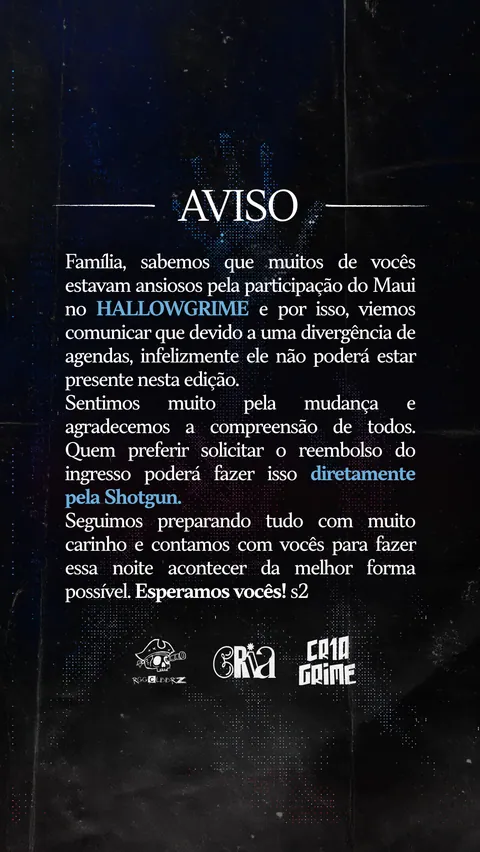 AVISO
Família, sabemos que muitos de vocês
estavam ansiosos pela participação do Maui
no HALLOWGRIME e por isso, viemos
comunicar que devido a uma divergência de
agendas, infelizmente ele não poderá estar
presente nesta edição.
Sentimos muito pela mudança e
agradecemos a compreensão de todos.
Quem preferir solicitar o reembolso do
ingresso poderá fazer isso diretamente
pela Shotgun.
Seguimos preparando tudo com muito
carinho e contamos com vocês para fazer
essa noite acontecer da melhor forma
possível. Esperamos vocês! s2
CRIA
CR1A
GRIME